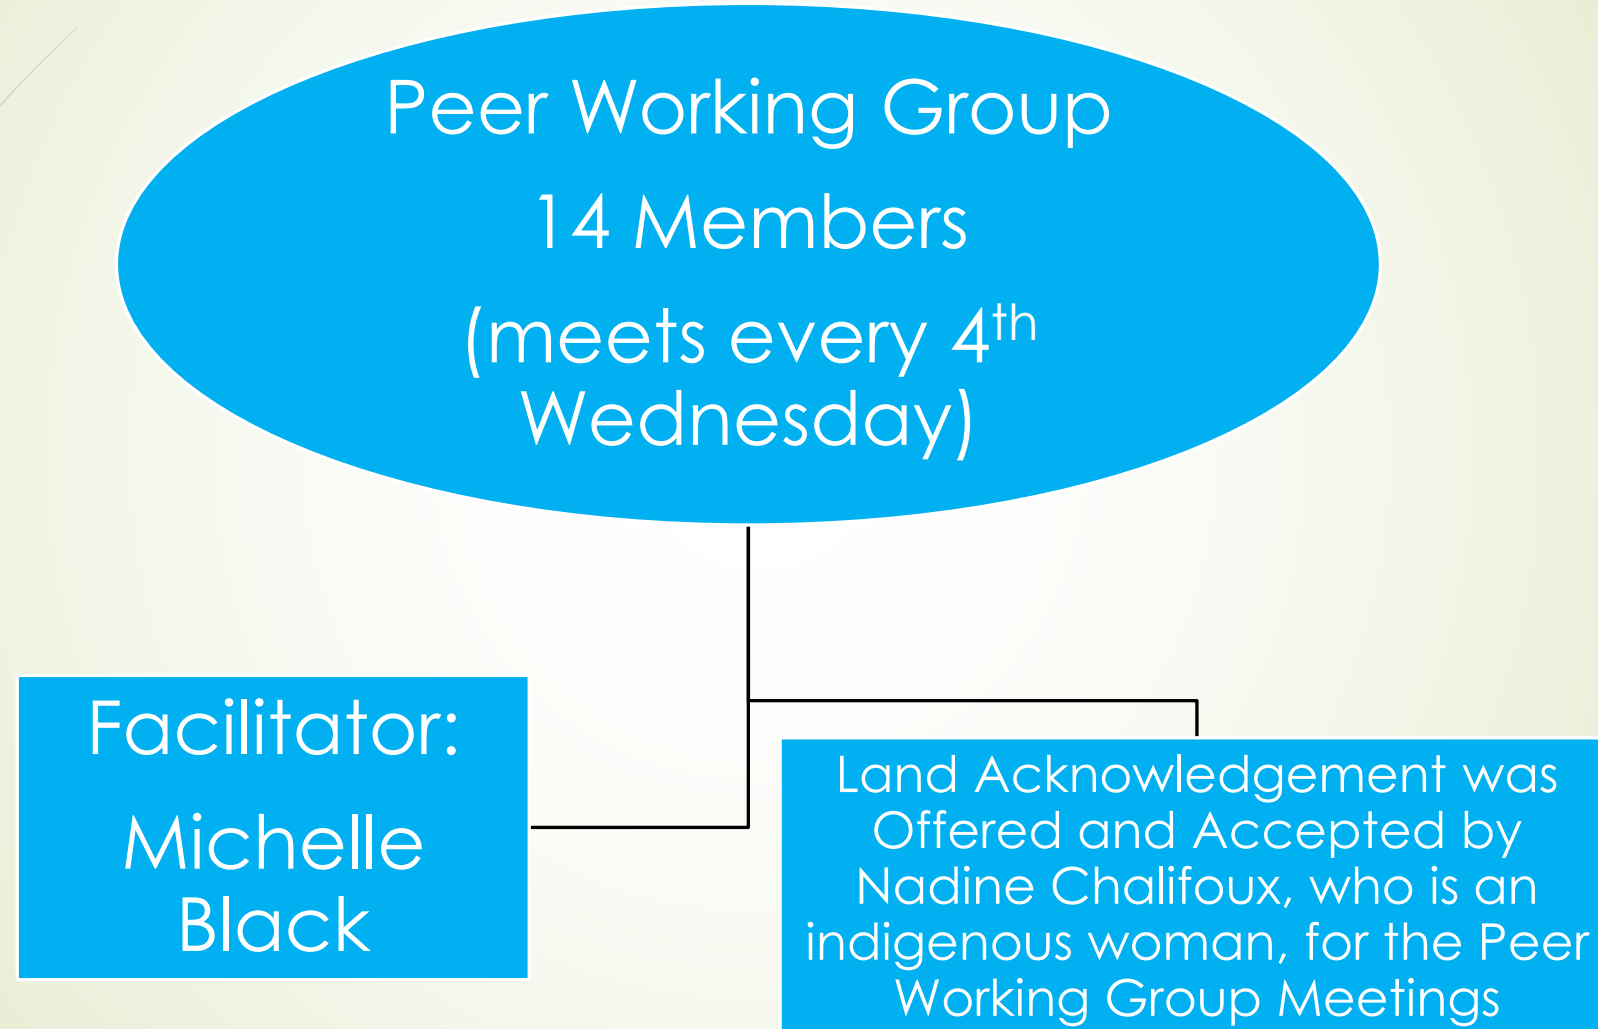 Peer Working Group
14 Members
(meets every 4th
Wednesday)
Facilitator:
Michelle
Black
Land Acknowledgement was
Offered and Accepted by
Nadine Chalifoux, who is an
indigenous woman, for the Peer
Working Group Meetings